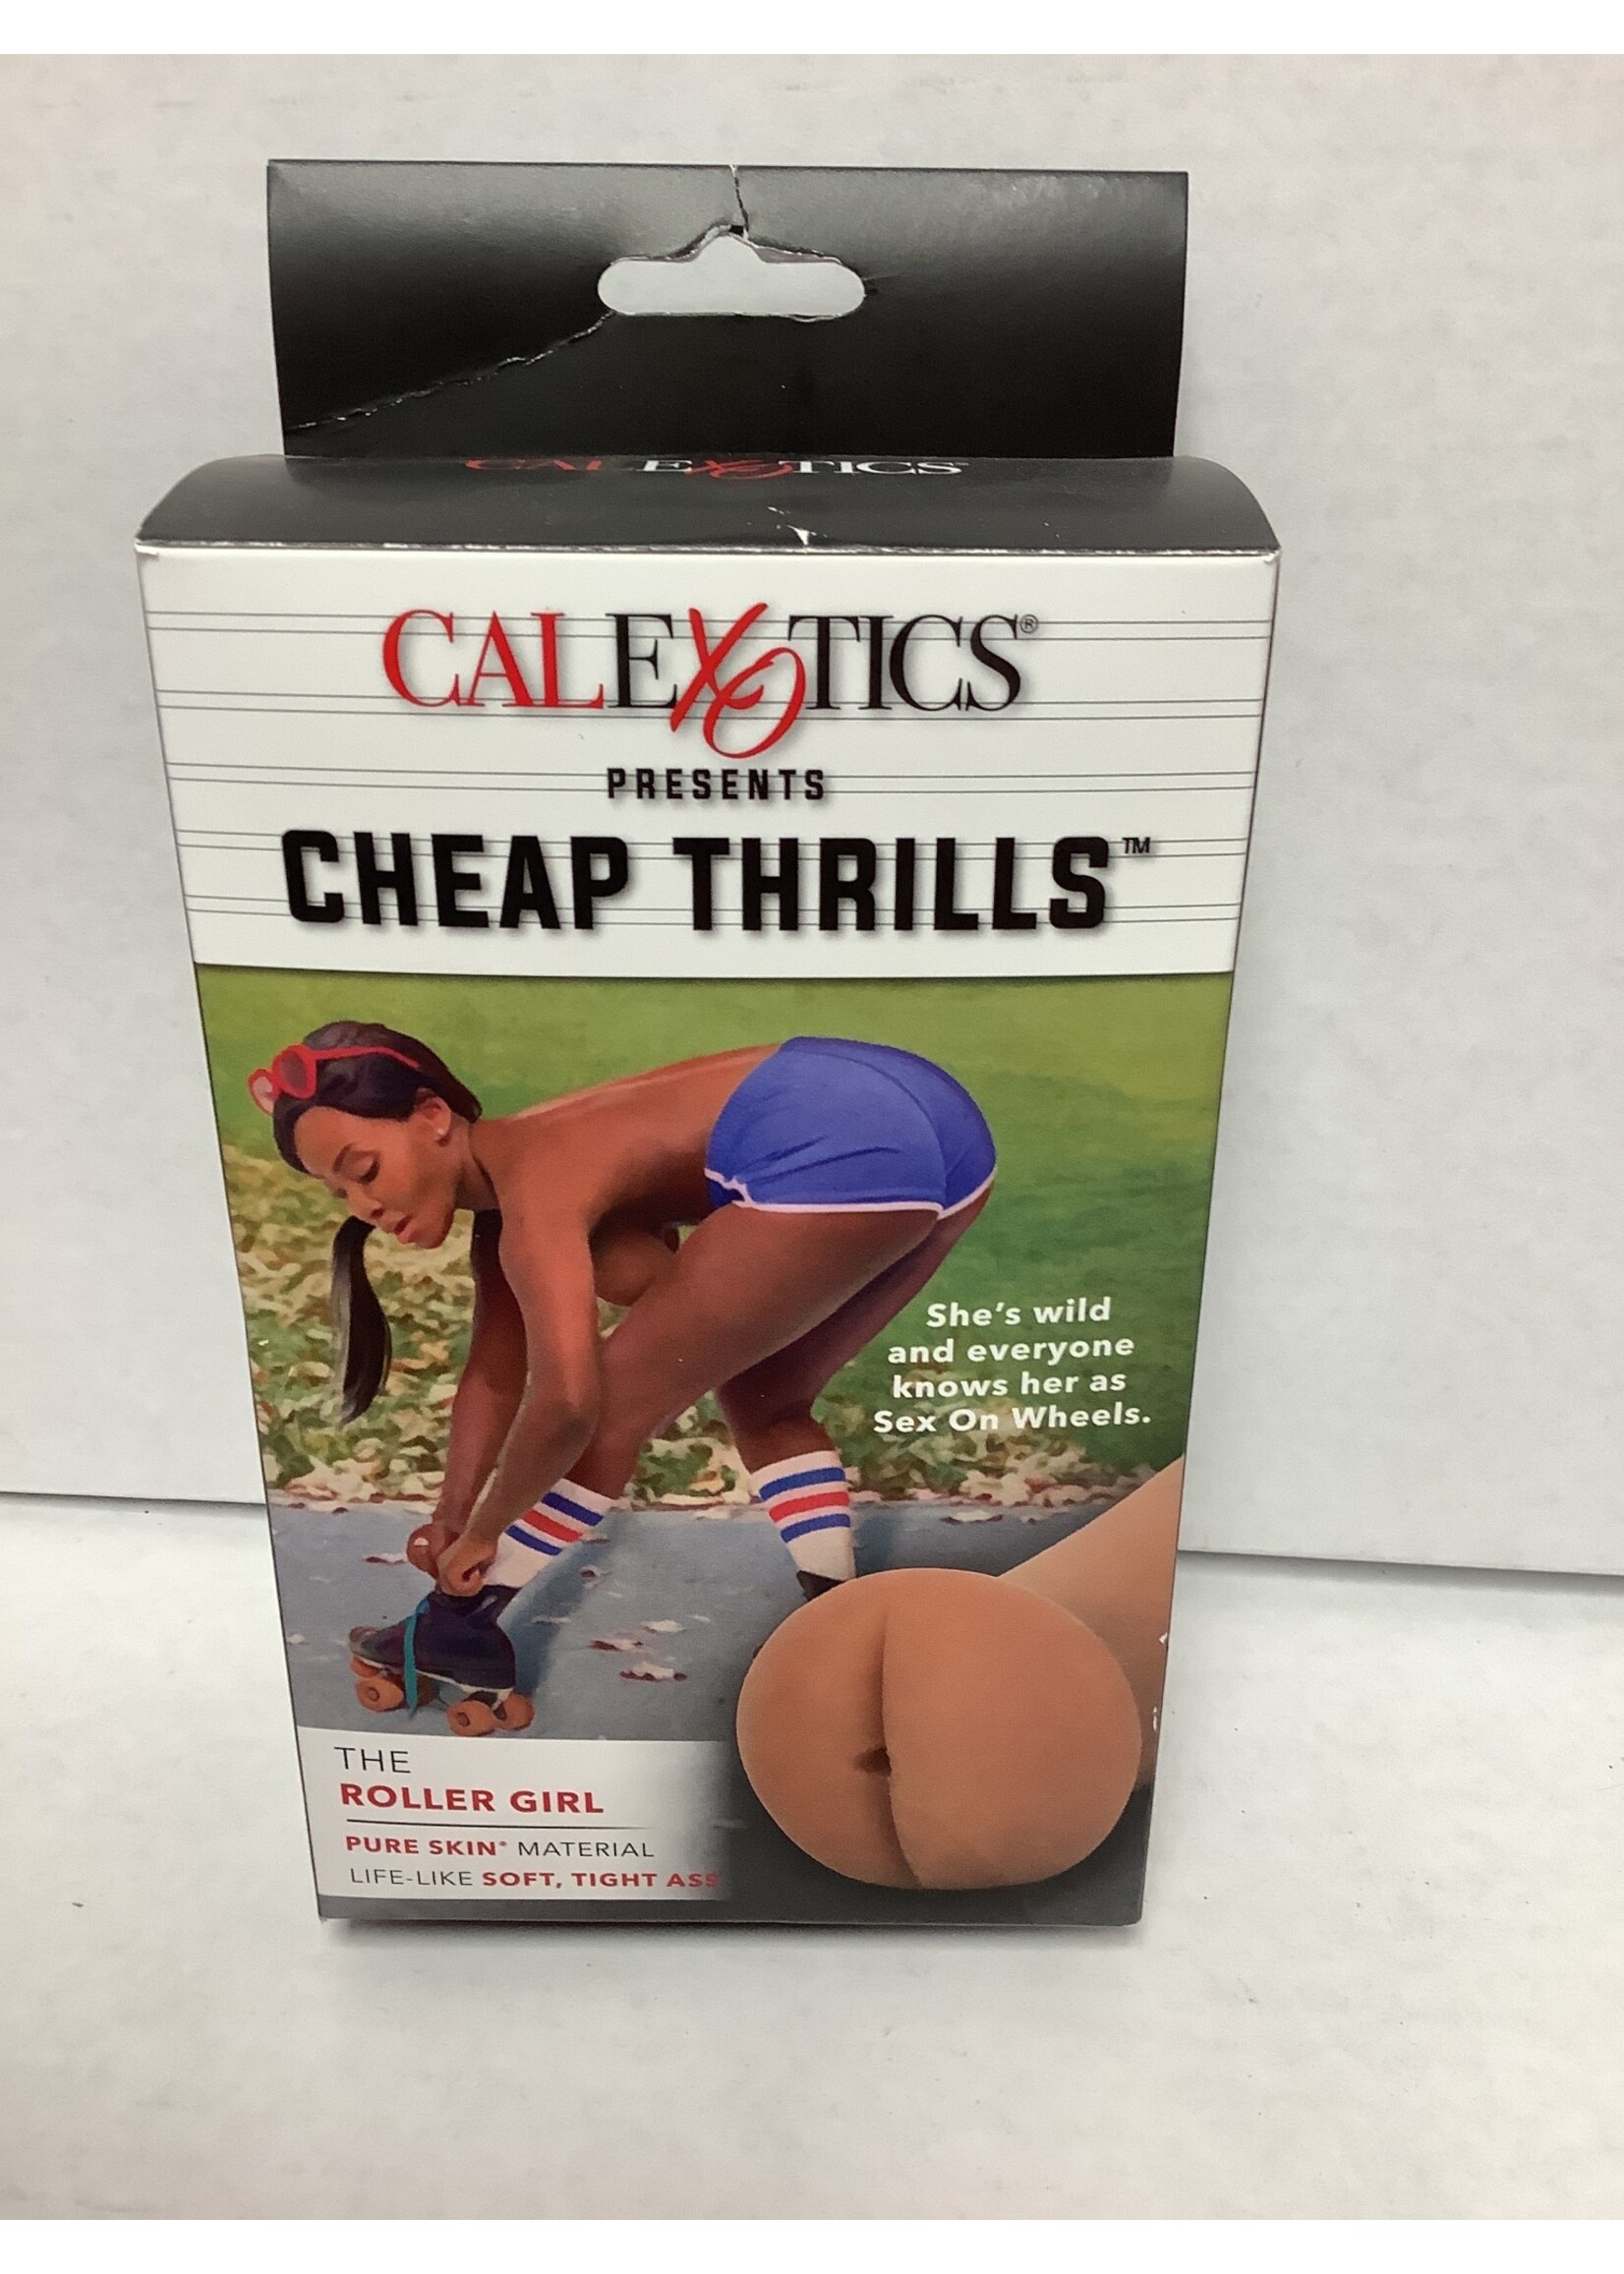 CALEXOTICS
CALEXOTICS®
PRESENTS
CHEAP THRILLS™
She's wild
and everyone
knows her as
Sex On Wheels.
THE
ROLLER GIRL
PURE SKIN® MATERIAL
LIFE-LIKE SOFT, TIGHT ASS